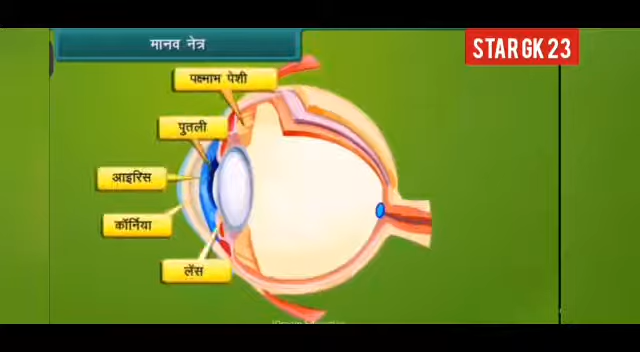 मानव नेत्र
STAR GK 23
पक्ष्माभ पेशी
पुतली
आइरिस
कॉर्निया
लेंस